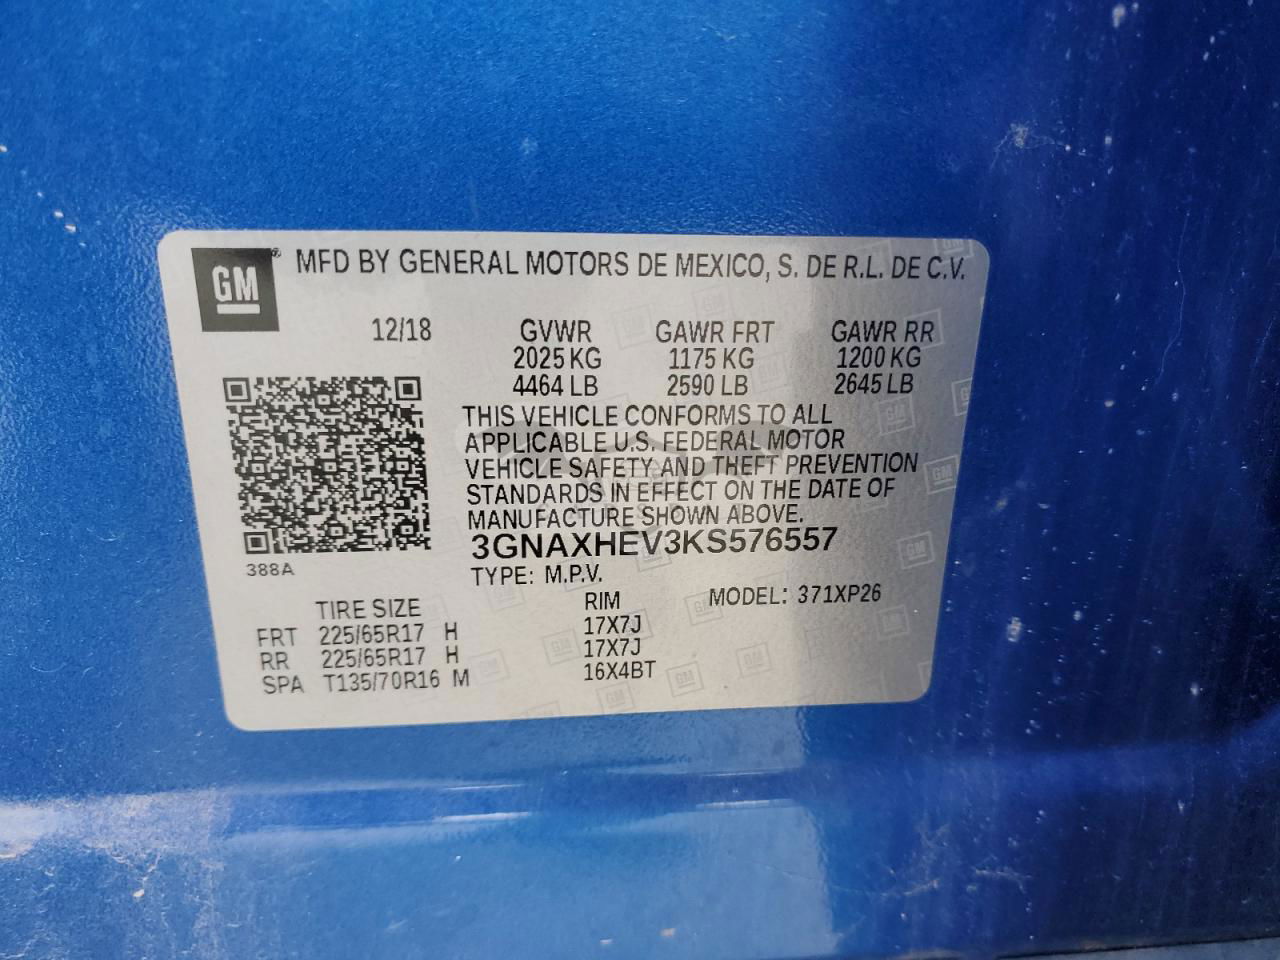 GM® MFD BY GENERAL MOTORS DE MEXICO, S. DE R.L. DE C.V.
12/18 GVWR GAWR FRT GAWR RR
2025 KG 1175 KG 1200 KG
4464 LB 2590 LB 2645 LB
THIS VEHICLE CONFORMS TO ALL
APPLICABLE U.S. FEDERAL MOTOR
VEHICLE SAFETY AND THEFT PREVENTION
STANDARDS IN EFFECT ON THE DATE OF
MANUFACTURE SHOWN ABOVE.
3GNAXHEV3KS576557
388A
TYPE: M.P.V.
TIRE SIZE RIM MODEL: 371XP26
FRT 225/65R17 H 17X7J
RR 225/65R17 H 17X7J
SPA T135/70R16 M 16X4BT